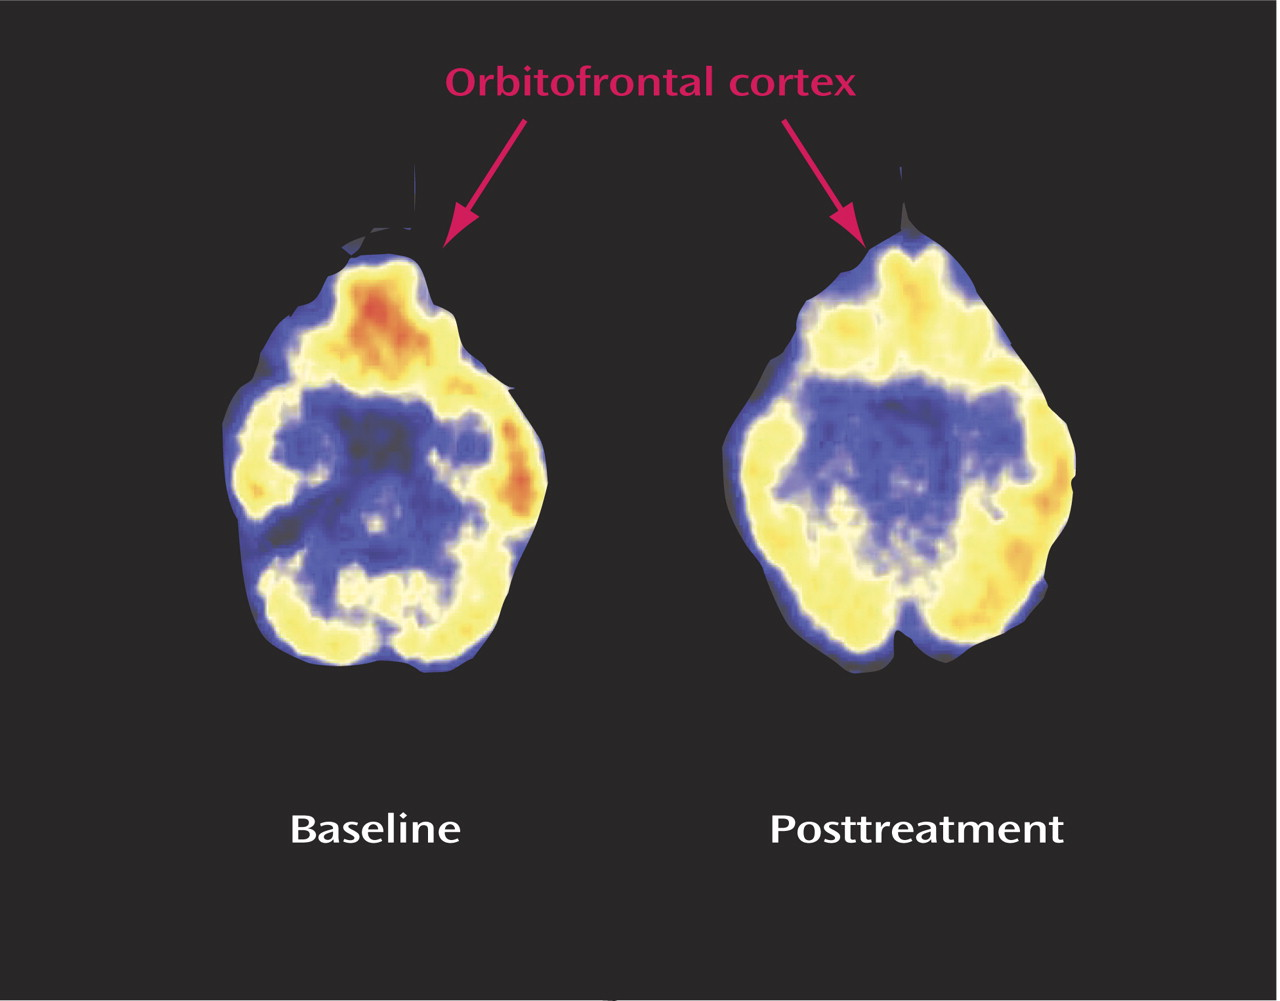 Orbitofrontal cortex
Baseline
Posttreatment